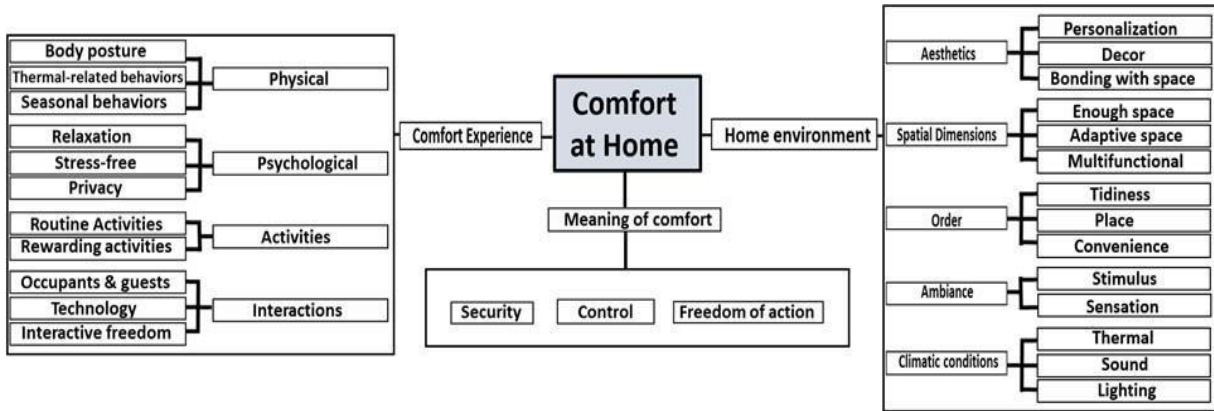 Body posture
Thermal-related behaviors
Seasonal behaviors
Physical
Relaxation
Stress-free
Privacy
Psychological
Routine Activities
Rewarding activities
Activities
Occupants & guests
Technology
Interactive freedom
Interactions
Comfort Experience
Comfort
at Home
Meaning of comfort
Security
Control
Freedom of action
Home environment
Aesthetics
Personalization
Decor
Bonding with space
Spatial Dimensions
Enough space
Adaptive space
Multifunctional
Order
Tidiness
Place
Convenience
Ambiance
Stimulus
Sensation
Climatic conditions
Thermal
Sound
Lighting